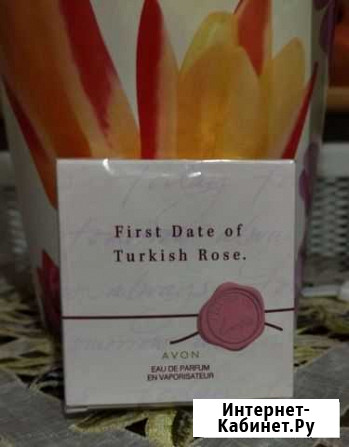 First Date of
Turkish Rose.
AVON
EAU DE PARFUM
EN VAPORISATEUR
Интернет-
Кабинет.Ру